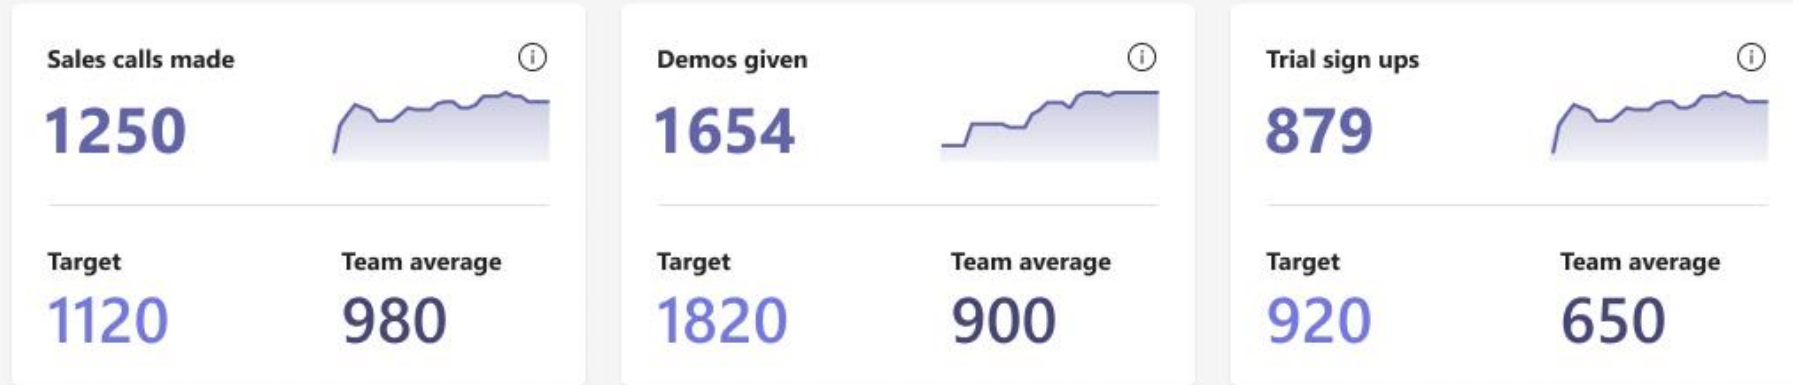 Sales calls made
1250
Target
Team average
1120
980
Demos given
1654
Target
Team average
1820
900
Trial sign ups
879
Target
Team average
920
650